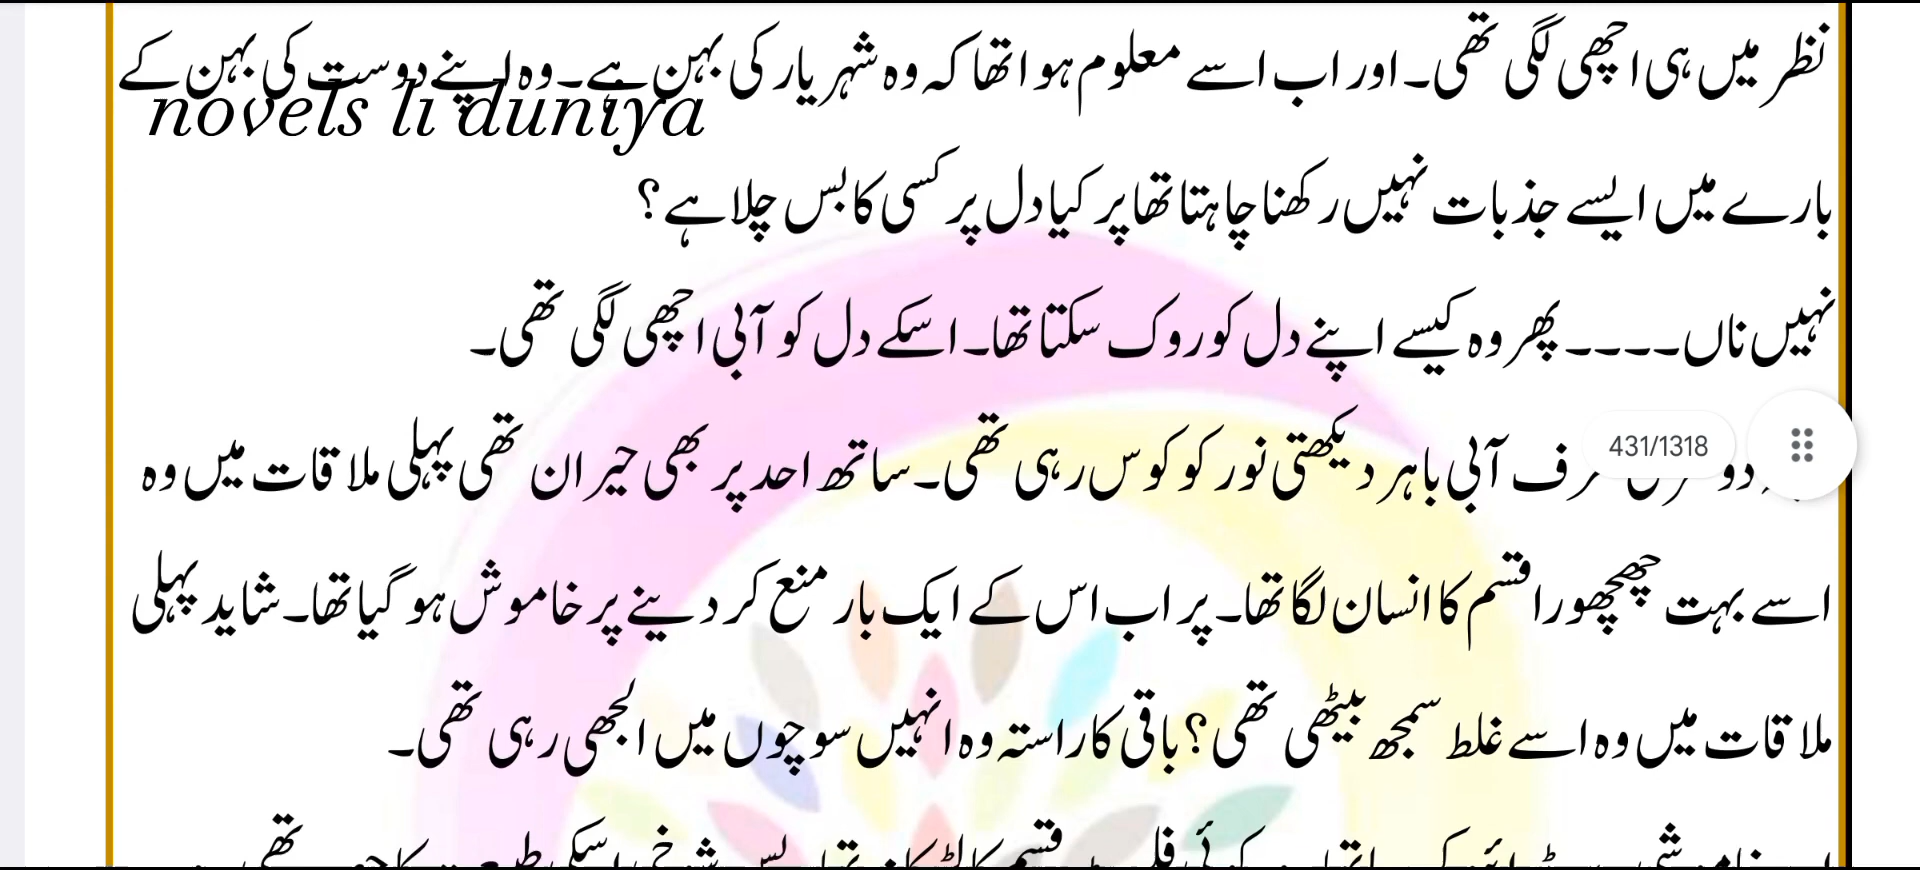 نظر میں ہی اچھی لگی تھی۔ اور اب اسے معلوم ہوا تھا کہ وہ شہریار کی بہن ہے۔ وہ اپنے دوست کی بہن کے
novels li duniya
بارے میں ایسے جذبات نہیں رکھنا چاہتا تھا پر کیا دل پر کسی کا بس چلا ہے؟
نہیں ناں۔۔۔۔ پھر وہ کیسے اپنے دل کو روک سکتا تھا۔ اسکے دل کو آبی اچھی لگی تھی۔
431/1318
آبی باہر دیکھتی نور کو کوس رہی تھی۔ ساتھ احد پر بھی حیران تھی پہلی ملاقات میں وہ
اسے بہت چھچھورا قسم کا انسان لگا تھا۔ پر اب اس کے ایک بار منع کر دینے پر خاموش ہو گیا تھا۔ شاید پہلی
ملاقات میں وہ اسے غلط سمجھ بیٹھی تھی؟ باقی کا راستہ وہ انہیں سوچوں میں الجھی رہی تھی۔